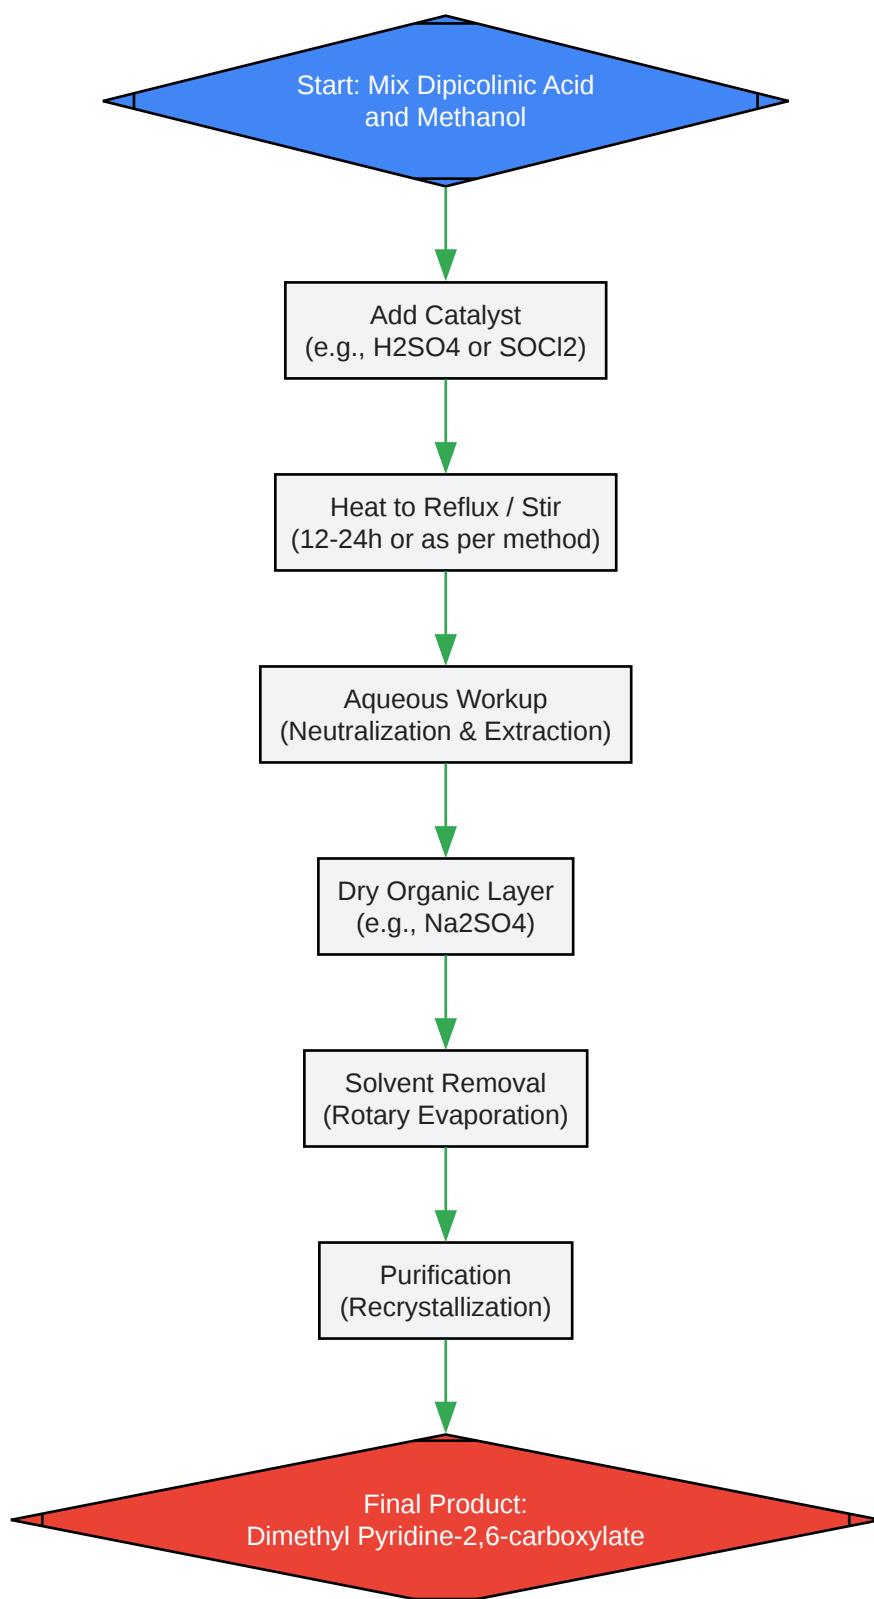 Start: Mix Dipicolinic Acid
and Methanol
Add Catalyst
(e.g., H2SO4 or SOCl2)
Heat to Reflux / Stir
(12-24h or as per method)
Aqueous Workup
(Neutralization & Extraction)
Dry Organic Layer
(e.g., Na2SO4)
Solvent Removal
(Rotary Evaporation)
Purification
(Recrystallization)
Final Product:
Dimethyl Pyridine-2,6-carboxylate